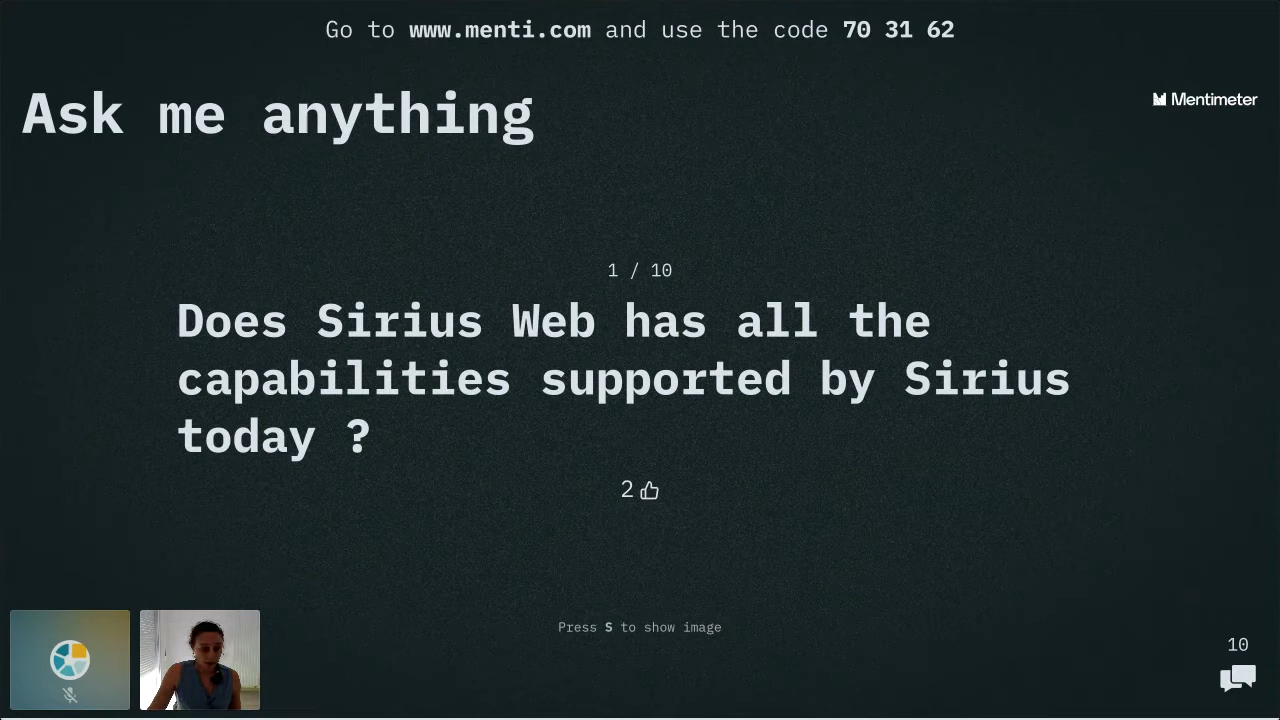 Go to www.menti.com and use the code 70 31 62
Ask me anything
Mentimeter
1 / 10
Does Sirius Web has all the
capabilities supported by Sirius
today ?
2
Press S to show image
10